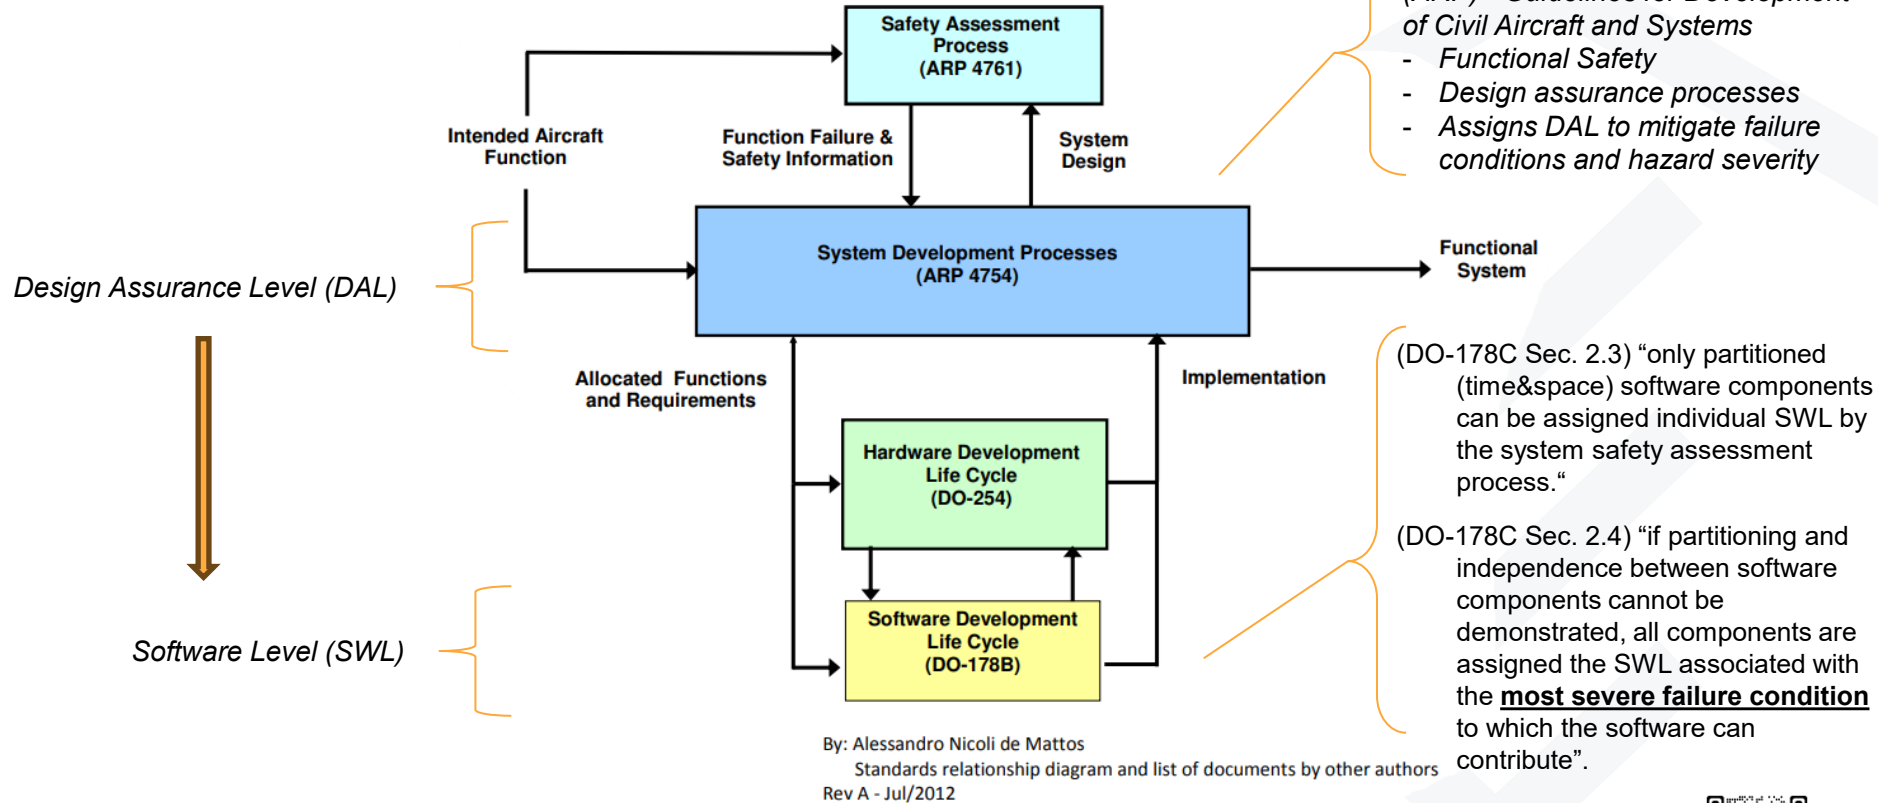 Safety Assessment
Process
(ARP 4761)
of Civil Aircraft and Systems
- Functional Safety
- Design assurance processes
- Assigns DAL to mitigate failure
conditions and hazard severity
Intended Aircraft
Function
Function Failure &
Safety Information
System
Design
System Development Processes
(ARP 4754)
Functional
System
Design Assurance Level (DAL)
Allocated Functions
and Requirements
Implementation
(DO-178C Sec. 2.3) “only partitioned
(time&space) software components
can be assigned individual SWL by
the system safety assessment
process.“
Hardware Development
Life Cycle
(DO-254)
(DO-178C Sec. 2.4) “if partitioning and
independence between software
components cannot be
demonstrated, all components are
assigned the SWL associated with
the most severe failure condition
to which the software can
contribute”.
Software Development
Life Cycle
(DO-178B)
Software Level (SWL)
By: Alessandro Nicoli de Mattos
Standards relationship diagram and list of documents by other authors
Rev A - Jul/2012